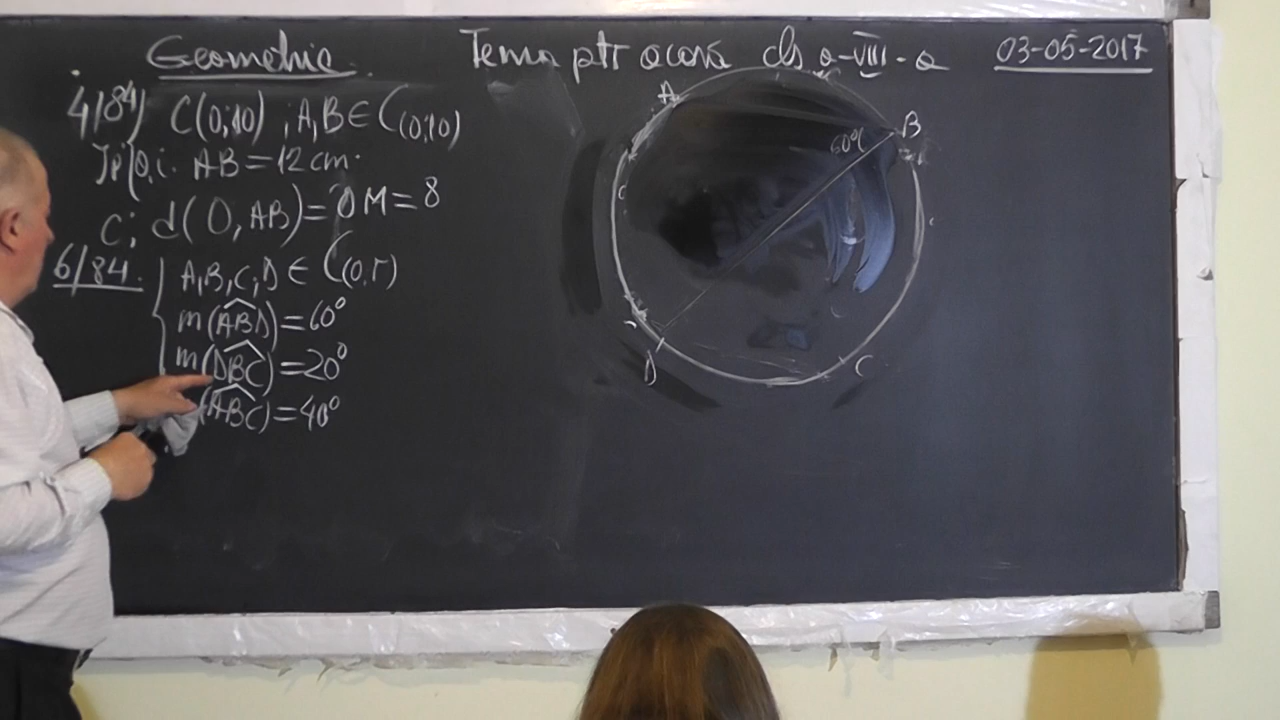 Geometrie Tema ptr acasă cls a-VIII-a 03-05-2017
4/84) C(0;10) ; A,B ∈ C(0;10)
AB = 12 cm.
C; d(O, AB) = OM = 8
6/84. A,B,C,D ∈ C(0,r)
m(ABD) = 60°
m(DBC) = 20°
(ABC) = 40°
A
B
60°
D
C